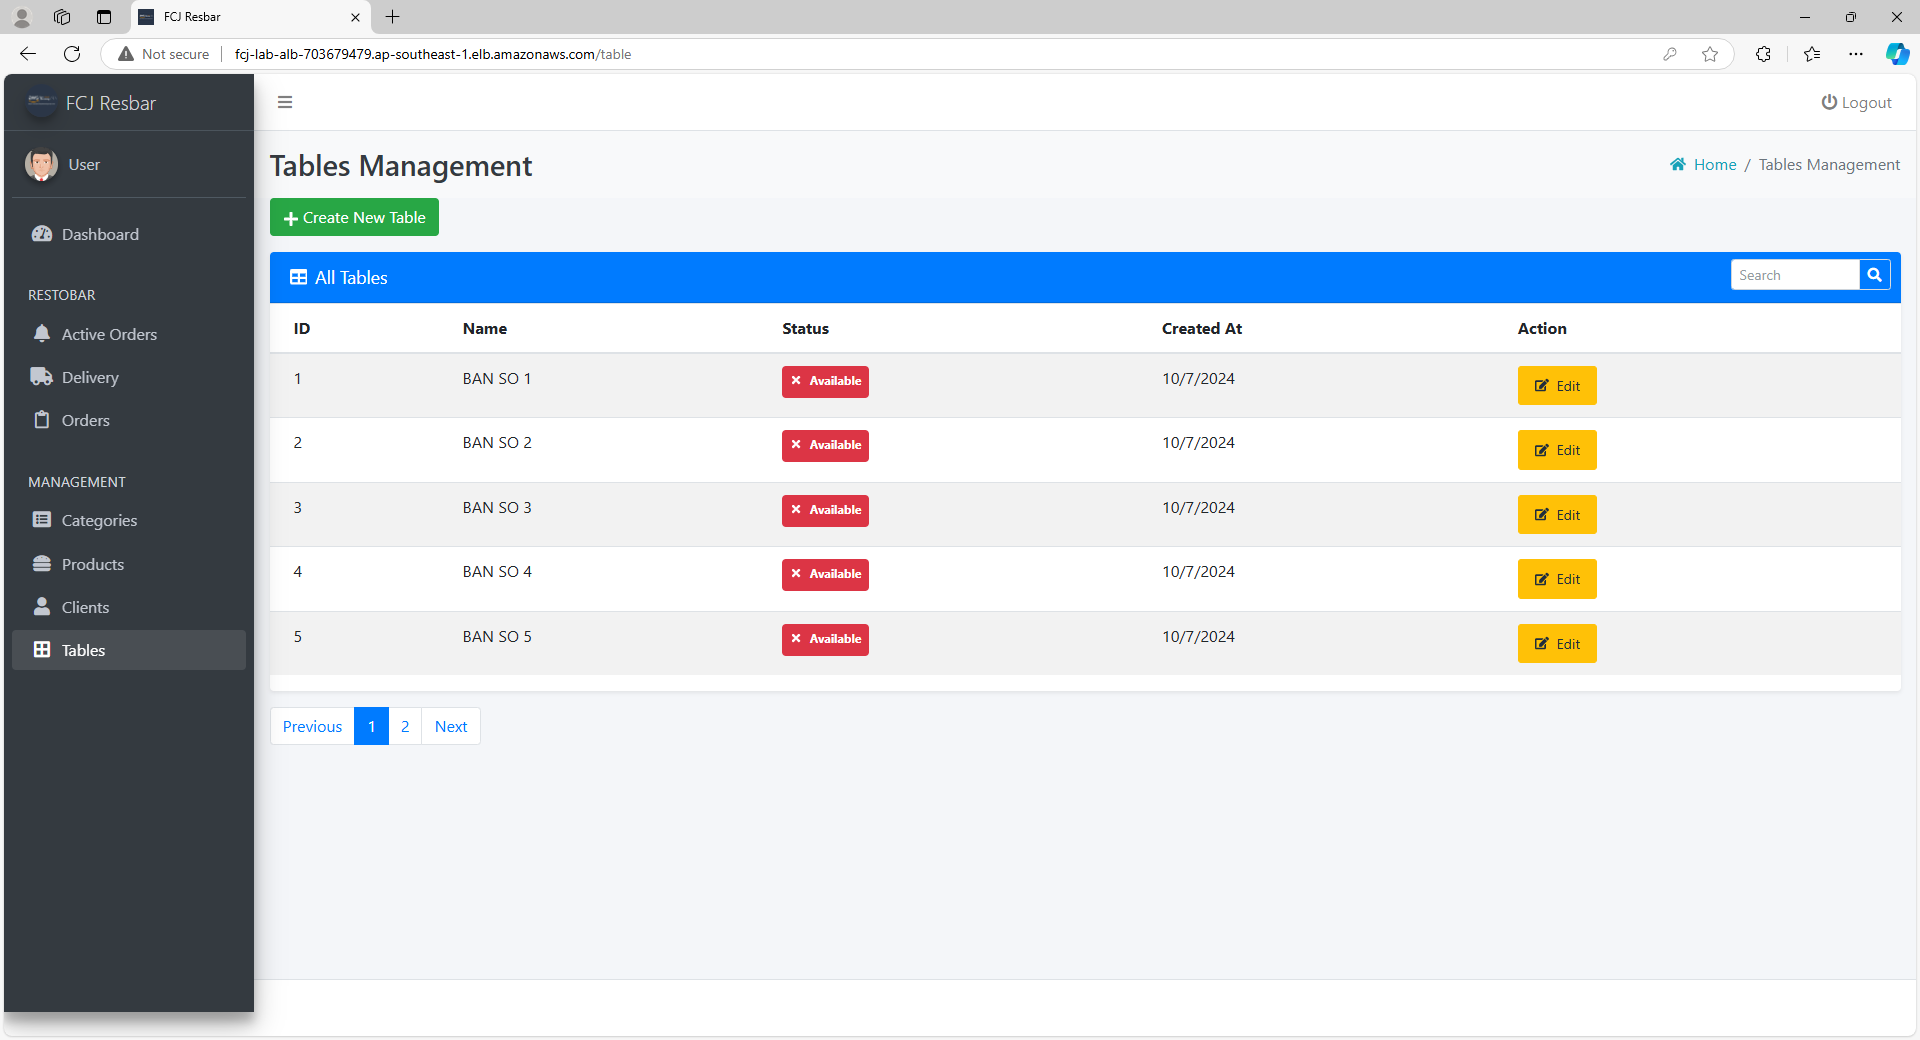 FCJ Resbar
Not secure
fcj-lab-alb-703679479.ap-southeast-1.elb.amazonaws.com/table
FCJ Resbar
Logout
User
Tables Management
Home / Tables Management
Create New Table
Dashboard
All Tables
Search
RESTOBAR
ID Name Status Created At Action
Active Orders
1 BAN SO 1 Available 10/7/2024 Edit
Delivery
Orders
2 BAN SO 2 Available 10/7/2024 Edit
MANAGEMENT
3 BAN SO 3 Available 10/7/2024 Edit
Categories
Products
4 BAN SO 4 Available 10/7/2024 Edit
Clients
5 BAN SO 5 Available 10/7/2024 Edit
Tables
Previous 1 2 Next